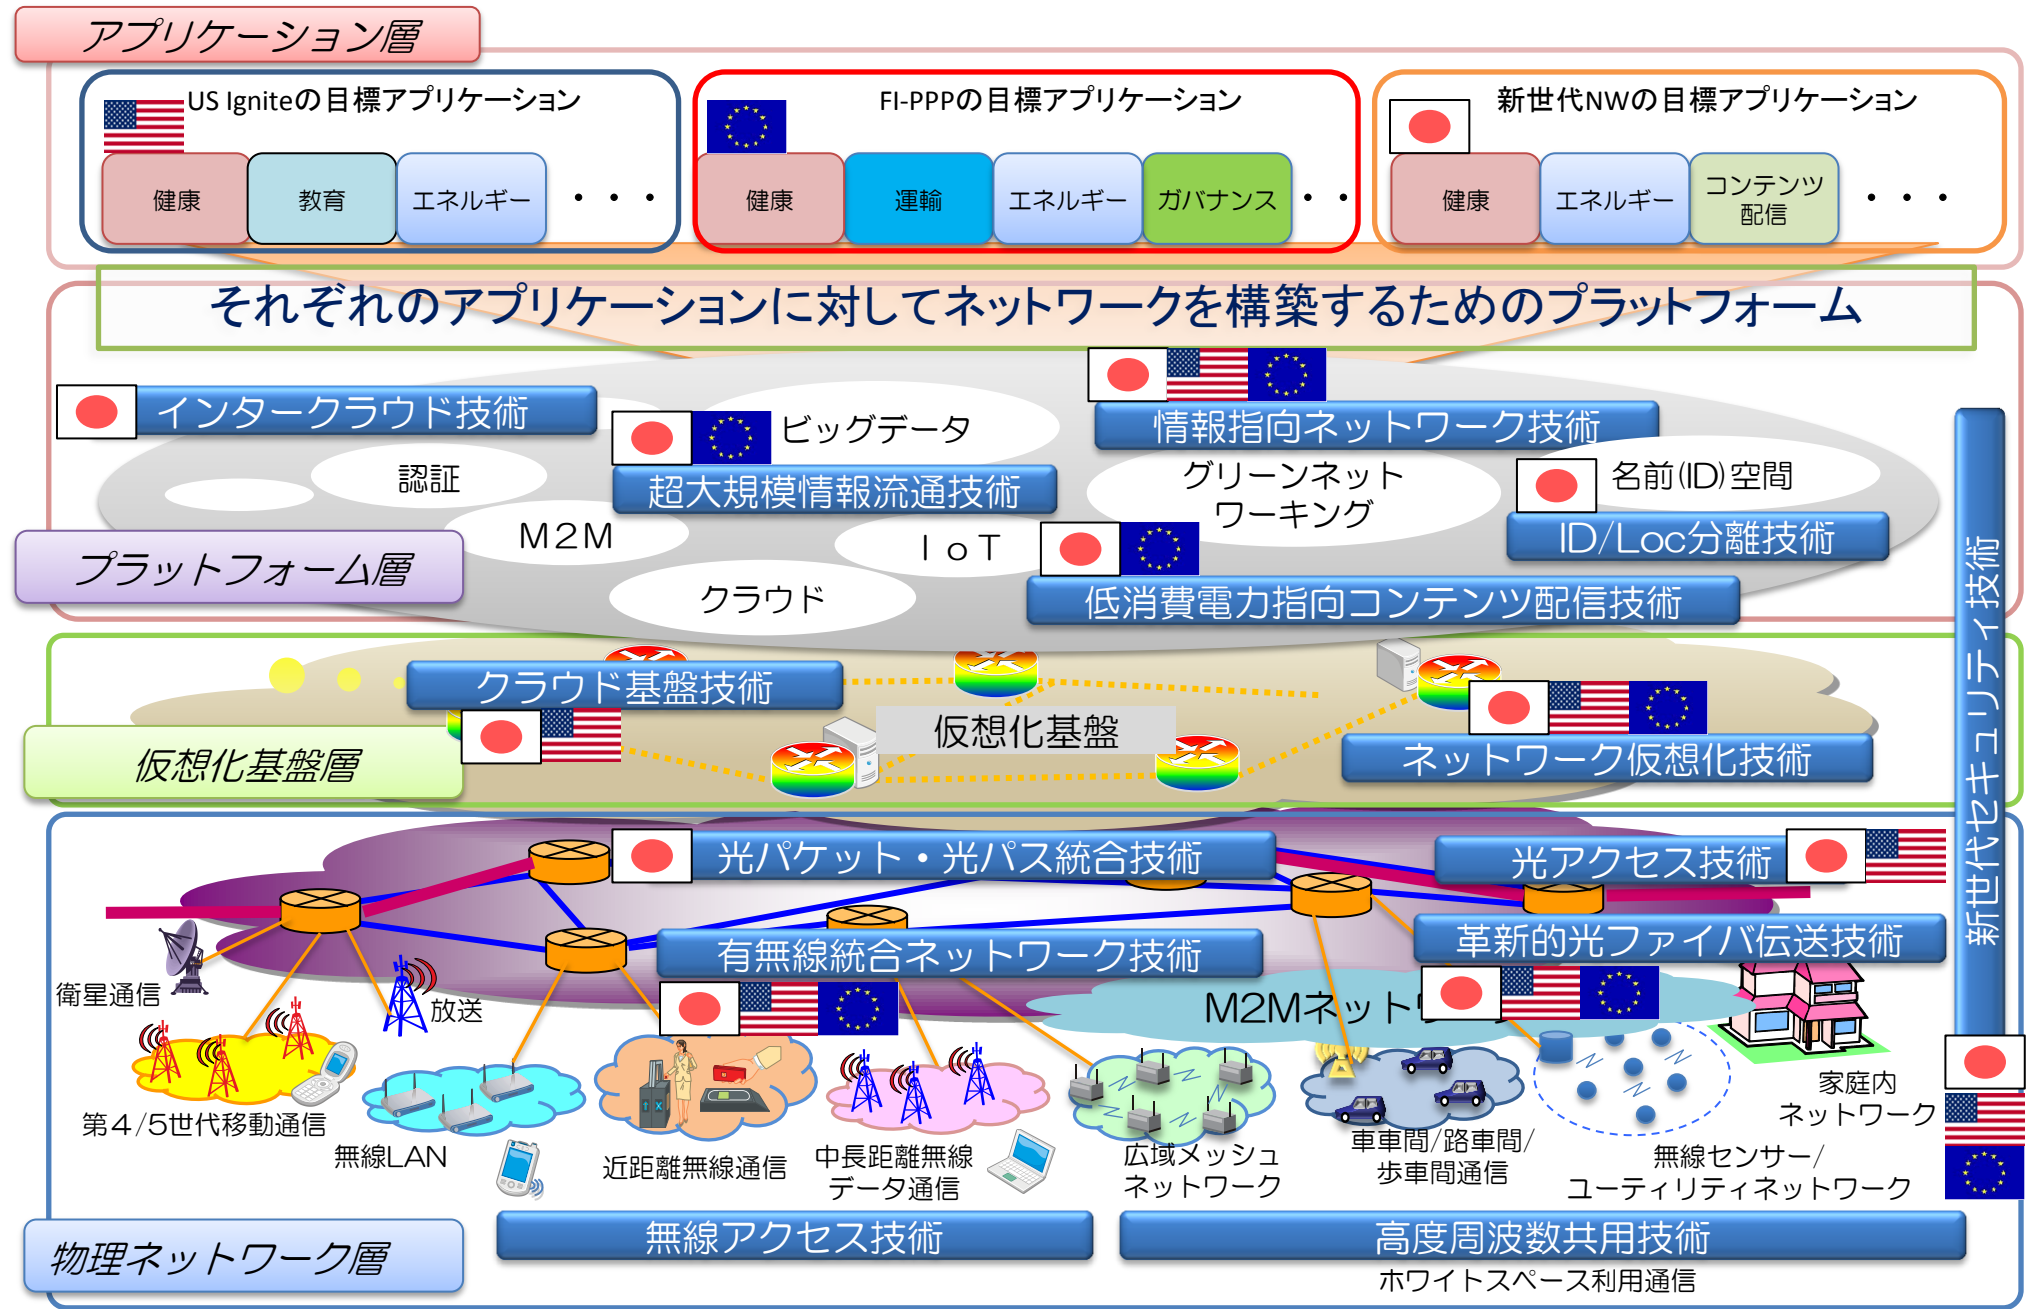 アプリケーション層
US Igniteの目標アプリケーション
健康
教育
エネルギー
・・・
FI-PPPの目標アプリケーション
健康
運輸
エネルギー
ガバナンス
・・
新世代NWの目標アプリケーション
健康
エネルギー
コンテンツ
配信
・・・
それぞれのアプリケーションに対してネットワークを構築するためのプラットフォーム
インタークラウド技術
ビッグデータ
情報指向ネットワーク技術
認証
超大規模情報流通技術
グリーンネット
ワーキング
名前(ID)空間
M2M
IoT
ID/Loc分離技術
プラットフォーム層
クラウド
低消費電力指向コンテンツ配信技術
新世代セキュリティ技術
クラウド基盤技術
仮想化基盤
ネットワーク仮想化技術
仮想化基盤層
光パケット・光パス統合技術
光アクセス技術
有無線統合ネットワーク技術
革新的光ファイバ伝送技術
衛星通信
放送
M2Mネットワ
第4/5世代移動通信
無線LAN
近距離無線通信
中長距離無線
データ通信
広域メッシュ
ネットワーク
車車間/路車間/
歩車間通信
無線センサー/
ユーティリティネットワーク
家庭内
ネットワーク
無線アクセス技術
高度周波数共用技術
ホワイトスペース利用通信
物理ネットワーク層